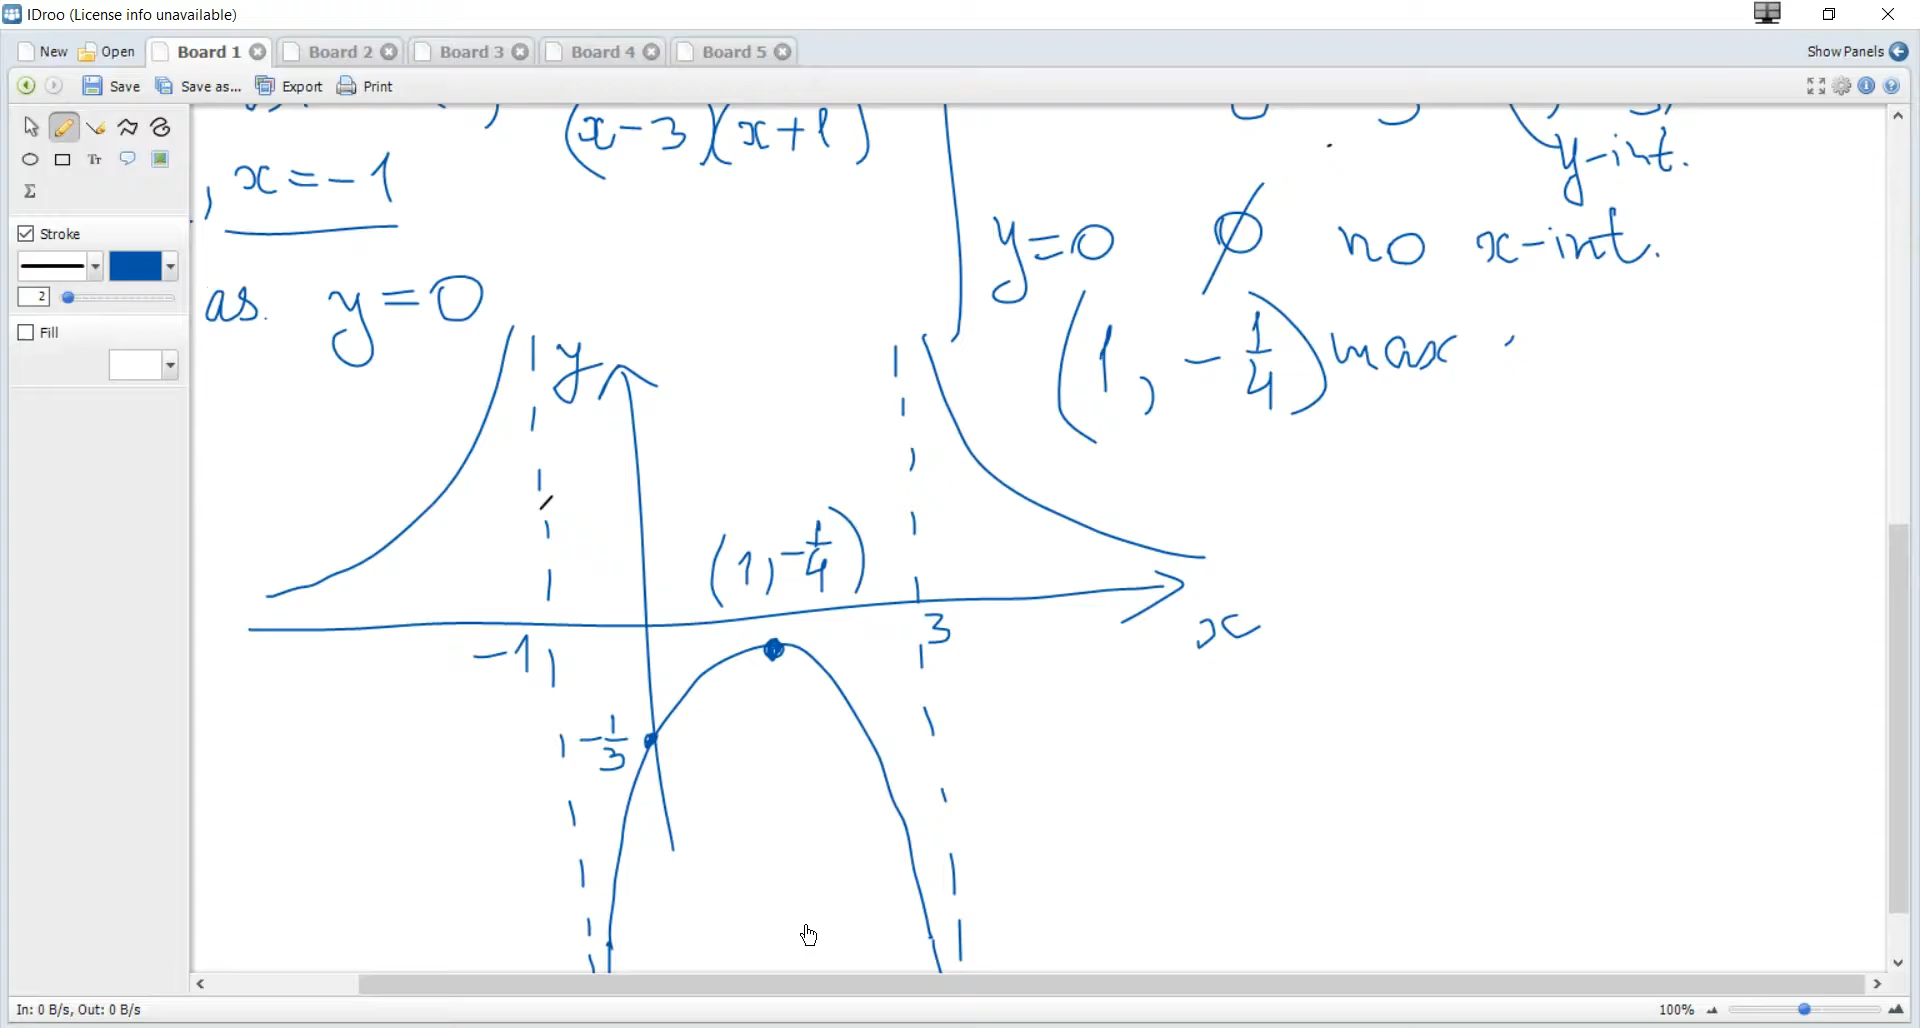 IDroo (License info unavailable)
New Open Board 1 Board 2 Board 3 Board 4 Board 5 Show Panels
Save Save as... Export Print
Tr
Σ
Stroke
2
Fill
(x-3)(x+1)
, x=-1
as. y=0
y-int.
y=0 ∅ no x-int.
(1, -1/4) max
y
(1, -1/4)
-1
3
x
-1/3
In: 0 B/s, Out: 0 B/s
100%